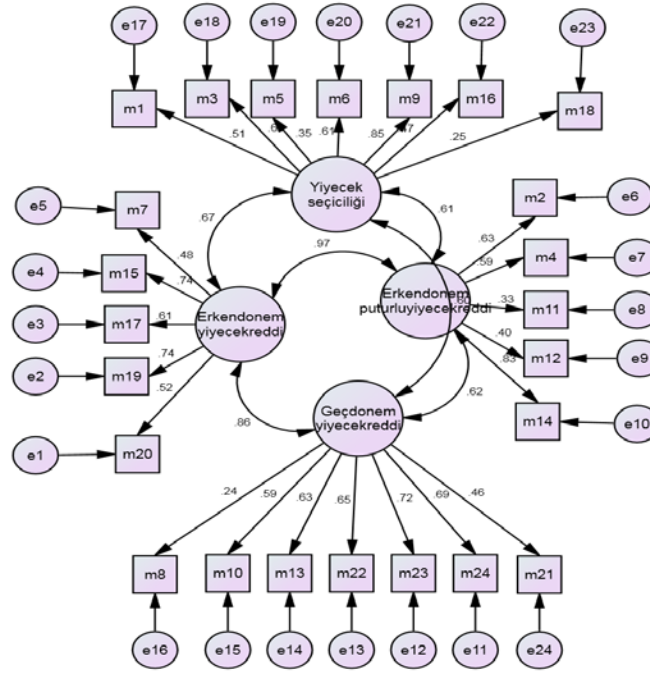 e17 e18 e19 e20 e21 e22 e23
m1 m3 m5 m6 m9 m16 m18
.51 .35 .61 .85 .25
Yiyecek
seçiciliği
e5 m7 m2 e6
.67 .61
.97 .63
.48 .59
e4 m15 m4 e7
.74
Erkendonem
yiyecekreddi
Erkendonem
puturluyiyecekreddi
e3 m17 .61 .33 m11 e8
.74 .40
e2 m19 m12 e9
.52 .83
.86 .62
Geçdonem
yiyecekreddi
m14 e10
e1 m20
.24 .59 .63 .65 .72 .69 .46
m8 m10 m13 m22 m23 m24 m21
e16 e15 e14 e13 e12 e11 e24